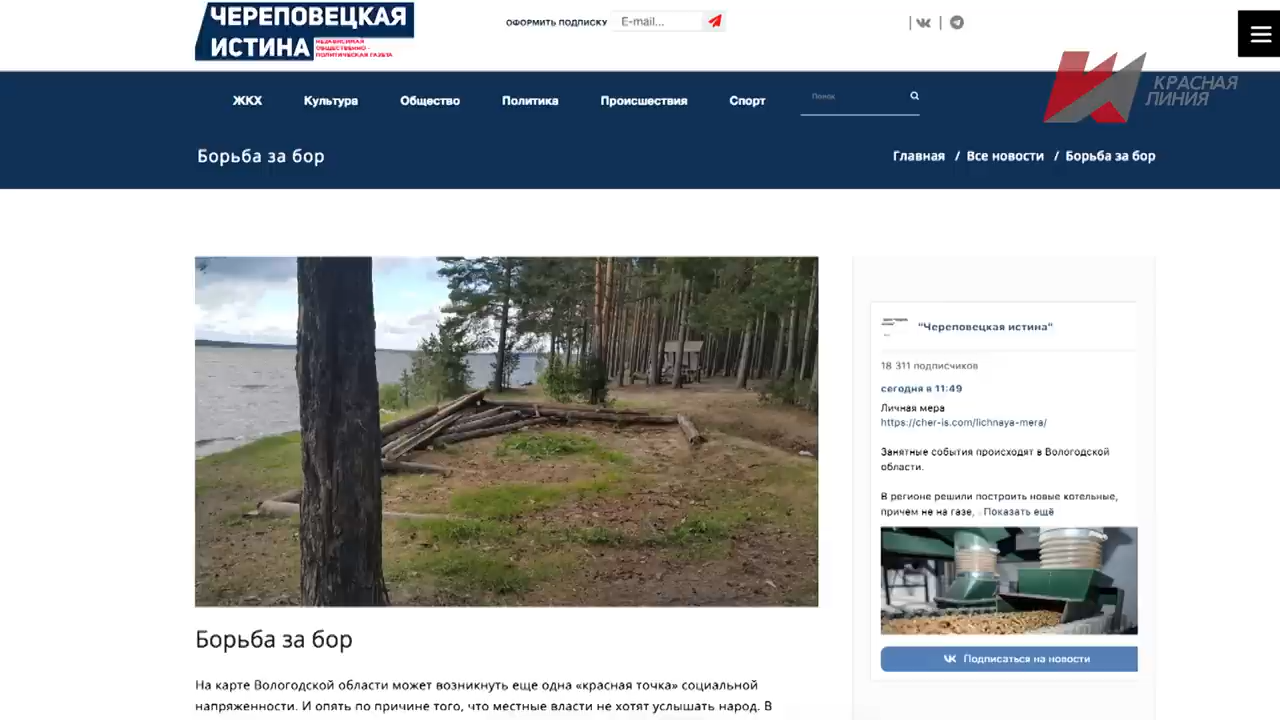 ЧЕРЕПОВЕЦКАЯ
ИСТИНА
НЕЗАВИСИМАЯ
ОБЩЕСТВЕННО -
ПОЛИТИЧЕСКАЯ ГАЗЕТА
ОФОРМИТЬ ПОДПИСКУ
E-mail...
КРАСНАЯ
ЛИНИЯ
ЖКХ Культура Общество Политика Происшествия Спорт Поиск
Борьба за бор
Главная / Все новости / Борьба за бор
"Череповецкая истина"
18 311 подписчиков
сегодня в 11:49
Личная мера
https://cher-is.com/lichnaya-mera/
Занятные события происходят в Вологодской
области.
В регионе решили построить новые котельные,
причем не на газе, . Показать ещё
Подписаться на новости
Борьба за бор
На карте Вологодской области может возникнуть еще одна «красная точка» социальной
напряженности. И опять по причине того, что местные власти не хотят услышать народ. В